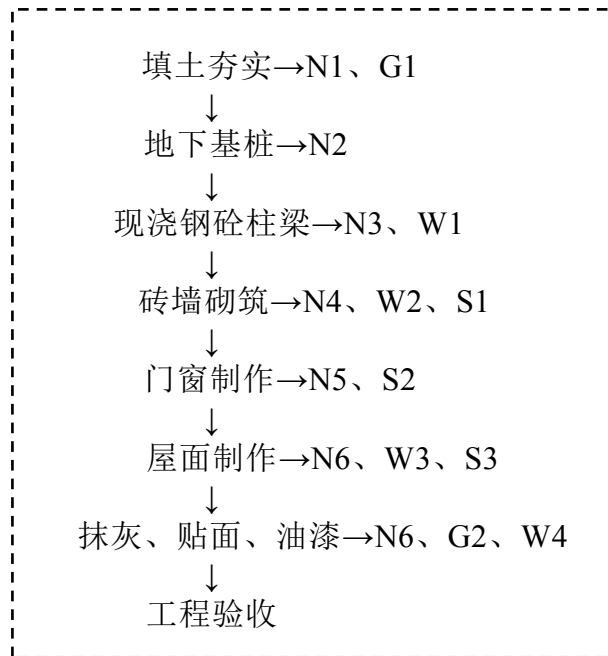 填土夯实→N1、G1
↓
地下基桩→N2
↓
现浇钢砼柱梁→N3、W1
↓
砖墙砌筑→N4、W2、S1
↓
门窗制作→N5、S2
↓
屋面制作→N6、W3、S3
↓
抹灰、贴面、油漆→N6、G2、W4
↓
工程验收